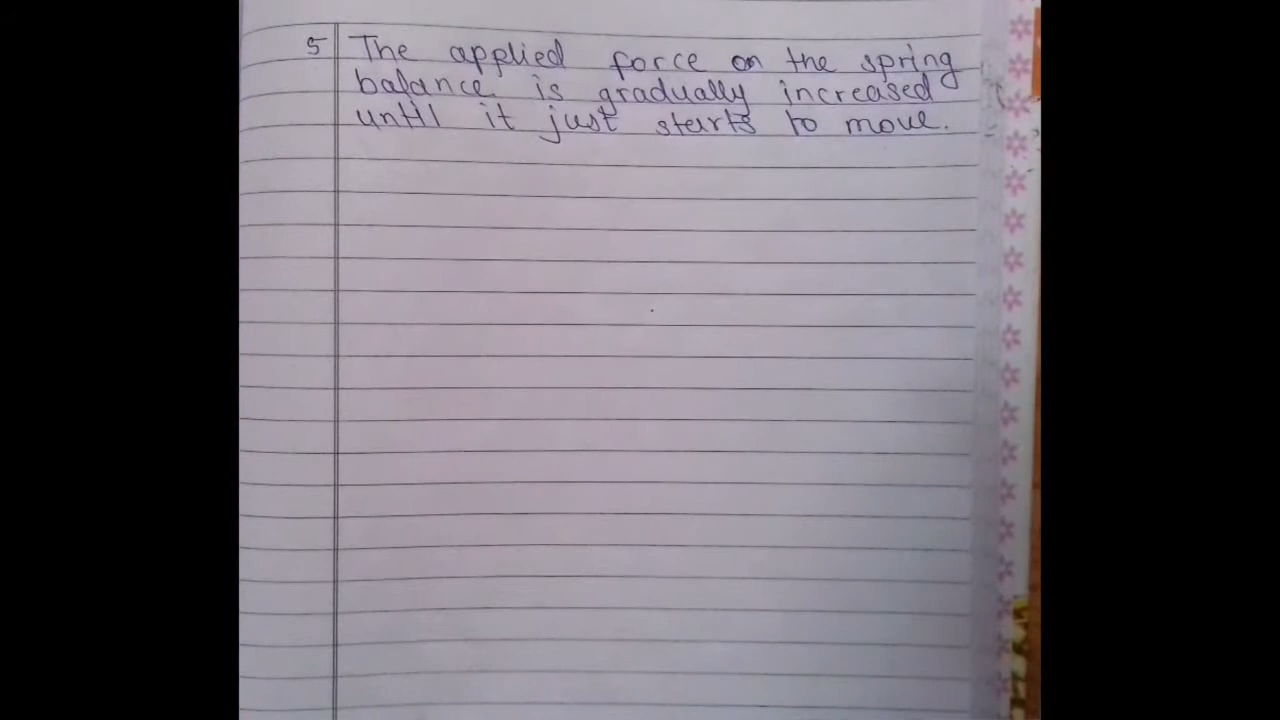 5 The applied force on the spring
balance is gradually increased
until it just starts to move.